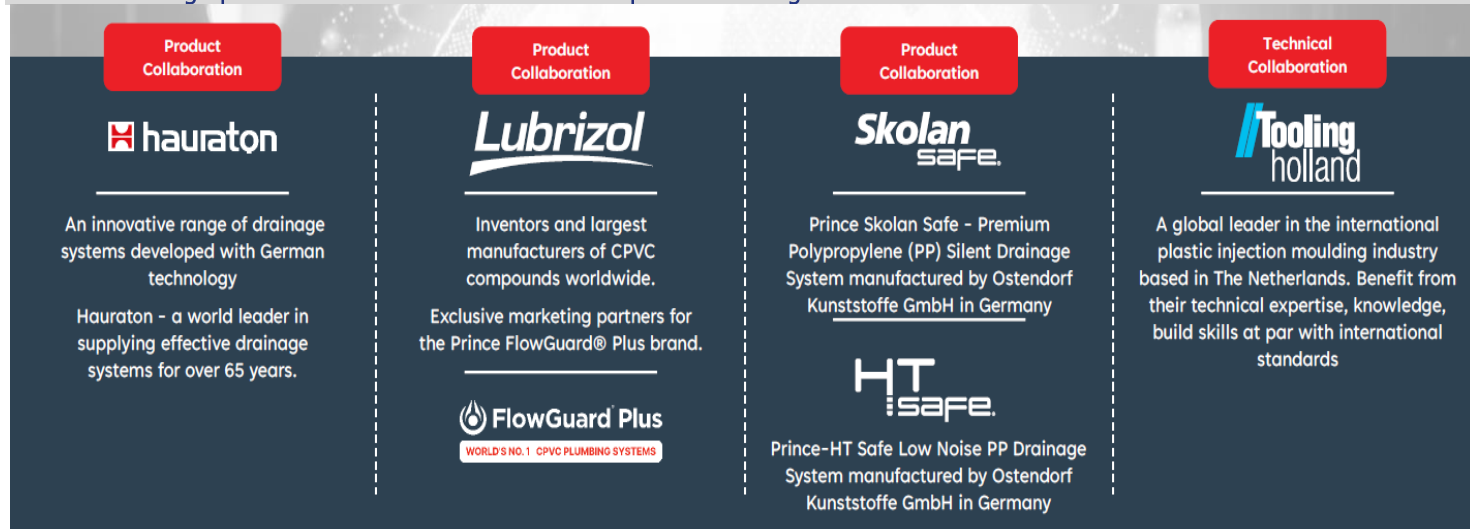 Product
Collaboration
hauraton
An innovative range of drainage
systems developed with German
technology
Hauraton - a world leader in
supplying effective drainage
systems for over 65 years.
Product
Collaboration
Lubrizol
Inventors and largest
manufacturers of CPVC
compounds worldwide.
Exclusive marketing partners for
the Prince FlowGuard® Plus brand.
FlowGuard Plus
WORLD'S NO. 1 CPVC PLUMBING SYSTEMS
Product
Collaboration
Skolan
safe.
Prince Skolan Safe - Premium
Polypropylene (PP) Silent Drainage
System manufactured by Ostendorf
Kunststoffe GmbH in Germany
HT
safe.
Prince-HT Safe Low Noise PP Drainage
System manufactured by Ostendorf
Kunststoffe GmbH in Germany
Technical
Collaboration
Tooling
holland
A global leader in the international
plastic injection moulding industry
based in The Netherlands. Benefit from
their technical expertise, knowledge,
build skills at par with international
standards